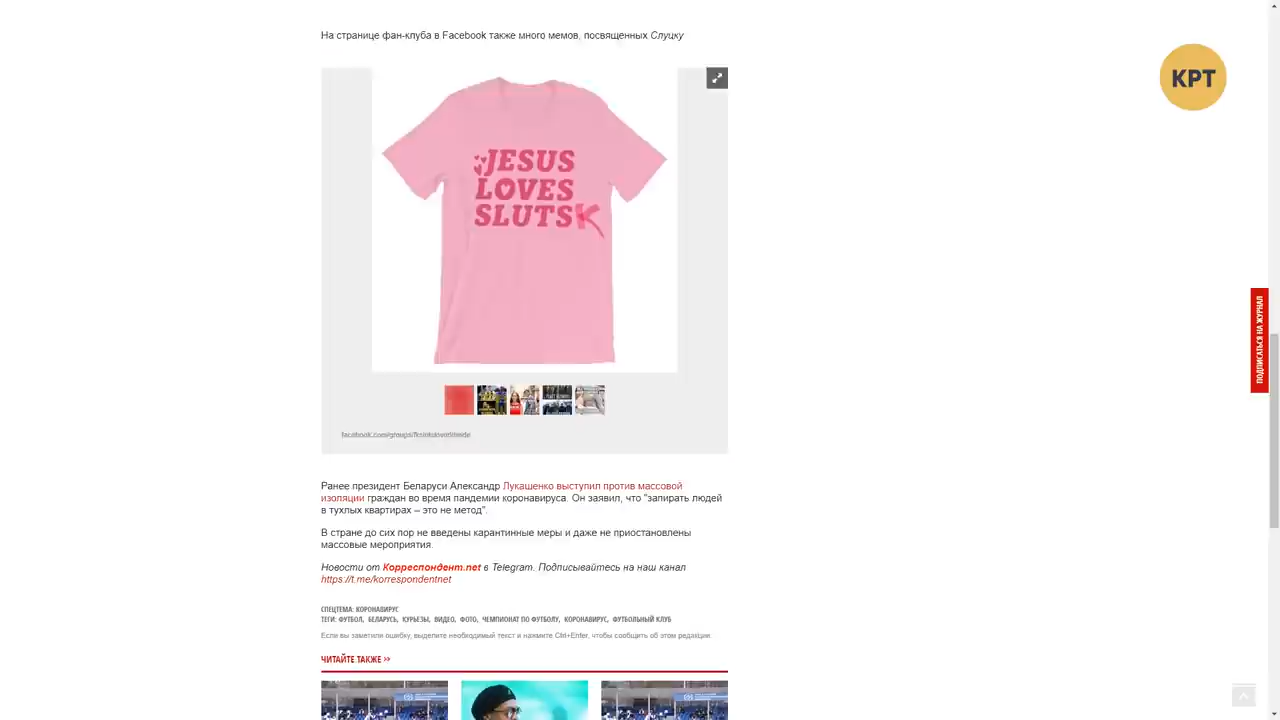 На странице фан-клуба в Facebook также много мемов, посвященных Слуцку
КРТ
JESUS
LOVES
SLUTSK
facebook.com/groups/fksluckworldwide
Ранее президент Беларуси Александр Лукашенко выступил против массовой
изоляции граждан во время пандемии коронавируса. Он заявил, что "запирать людей
в тухлых квартирах – это не метод".
В стране до сих пор не введены карантинные меры и даже не приостановлены
массовые мероприятия.
Новости от Корреспондент.net в Telegram. Подписывайтесь на наш канал
https://t.me/korrespondentnet
СПЕЦТЕМА: КОРОНАВИРУС
ТЕГИ: ФУТБОЛ, БЕЛАРУСЬ, КУРЬЕЗЫ, ВИДЕО, ФОТО, ЧЕМПИОНАТ ПО ФУТБОЛУ, КОРОНАВИРУС, ФУТБОЛЬНЫЙ КЛУБ
Если вы заметили ошибку, выделите необходимый текст и нажмите Ctrl+Enter, чтобы сообщить об этом редакции.
ЧИТАЙТЕ ТАКЖЕ >>
ПОДПИСАТЬСЯ НА ЖУРНАЛ